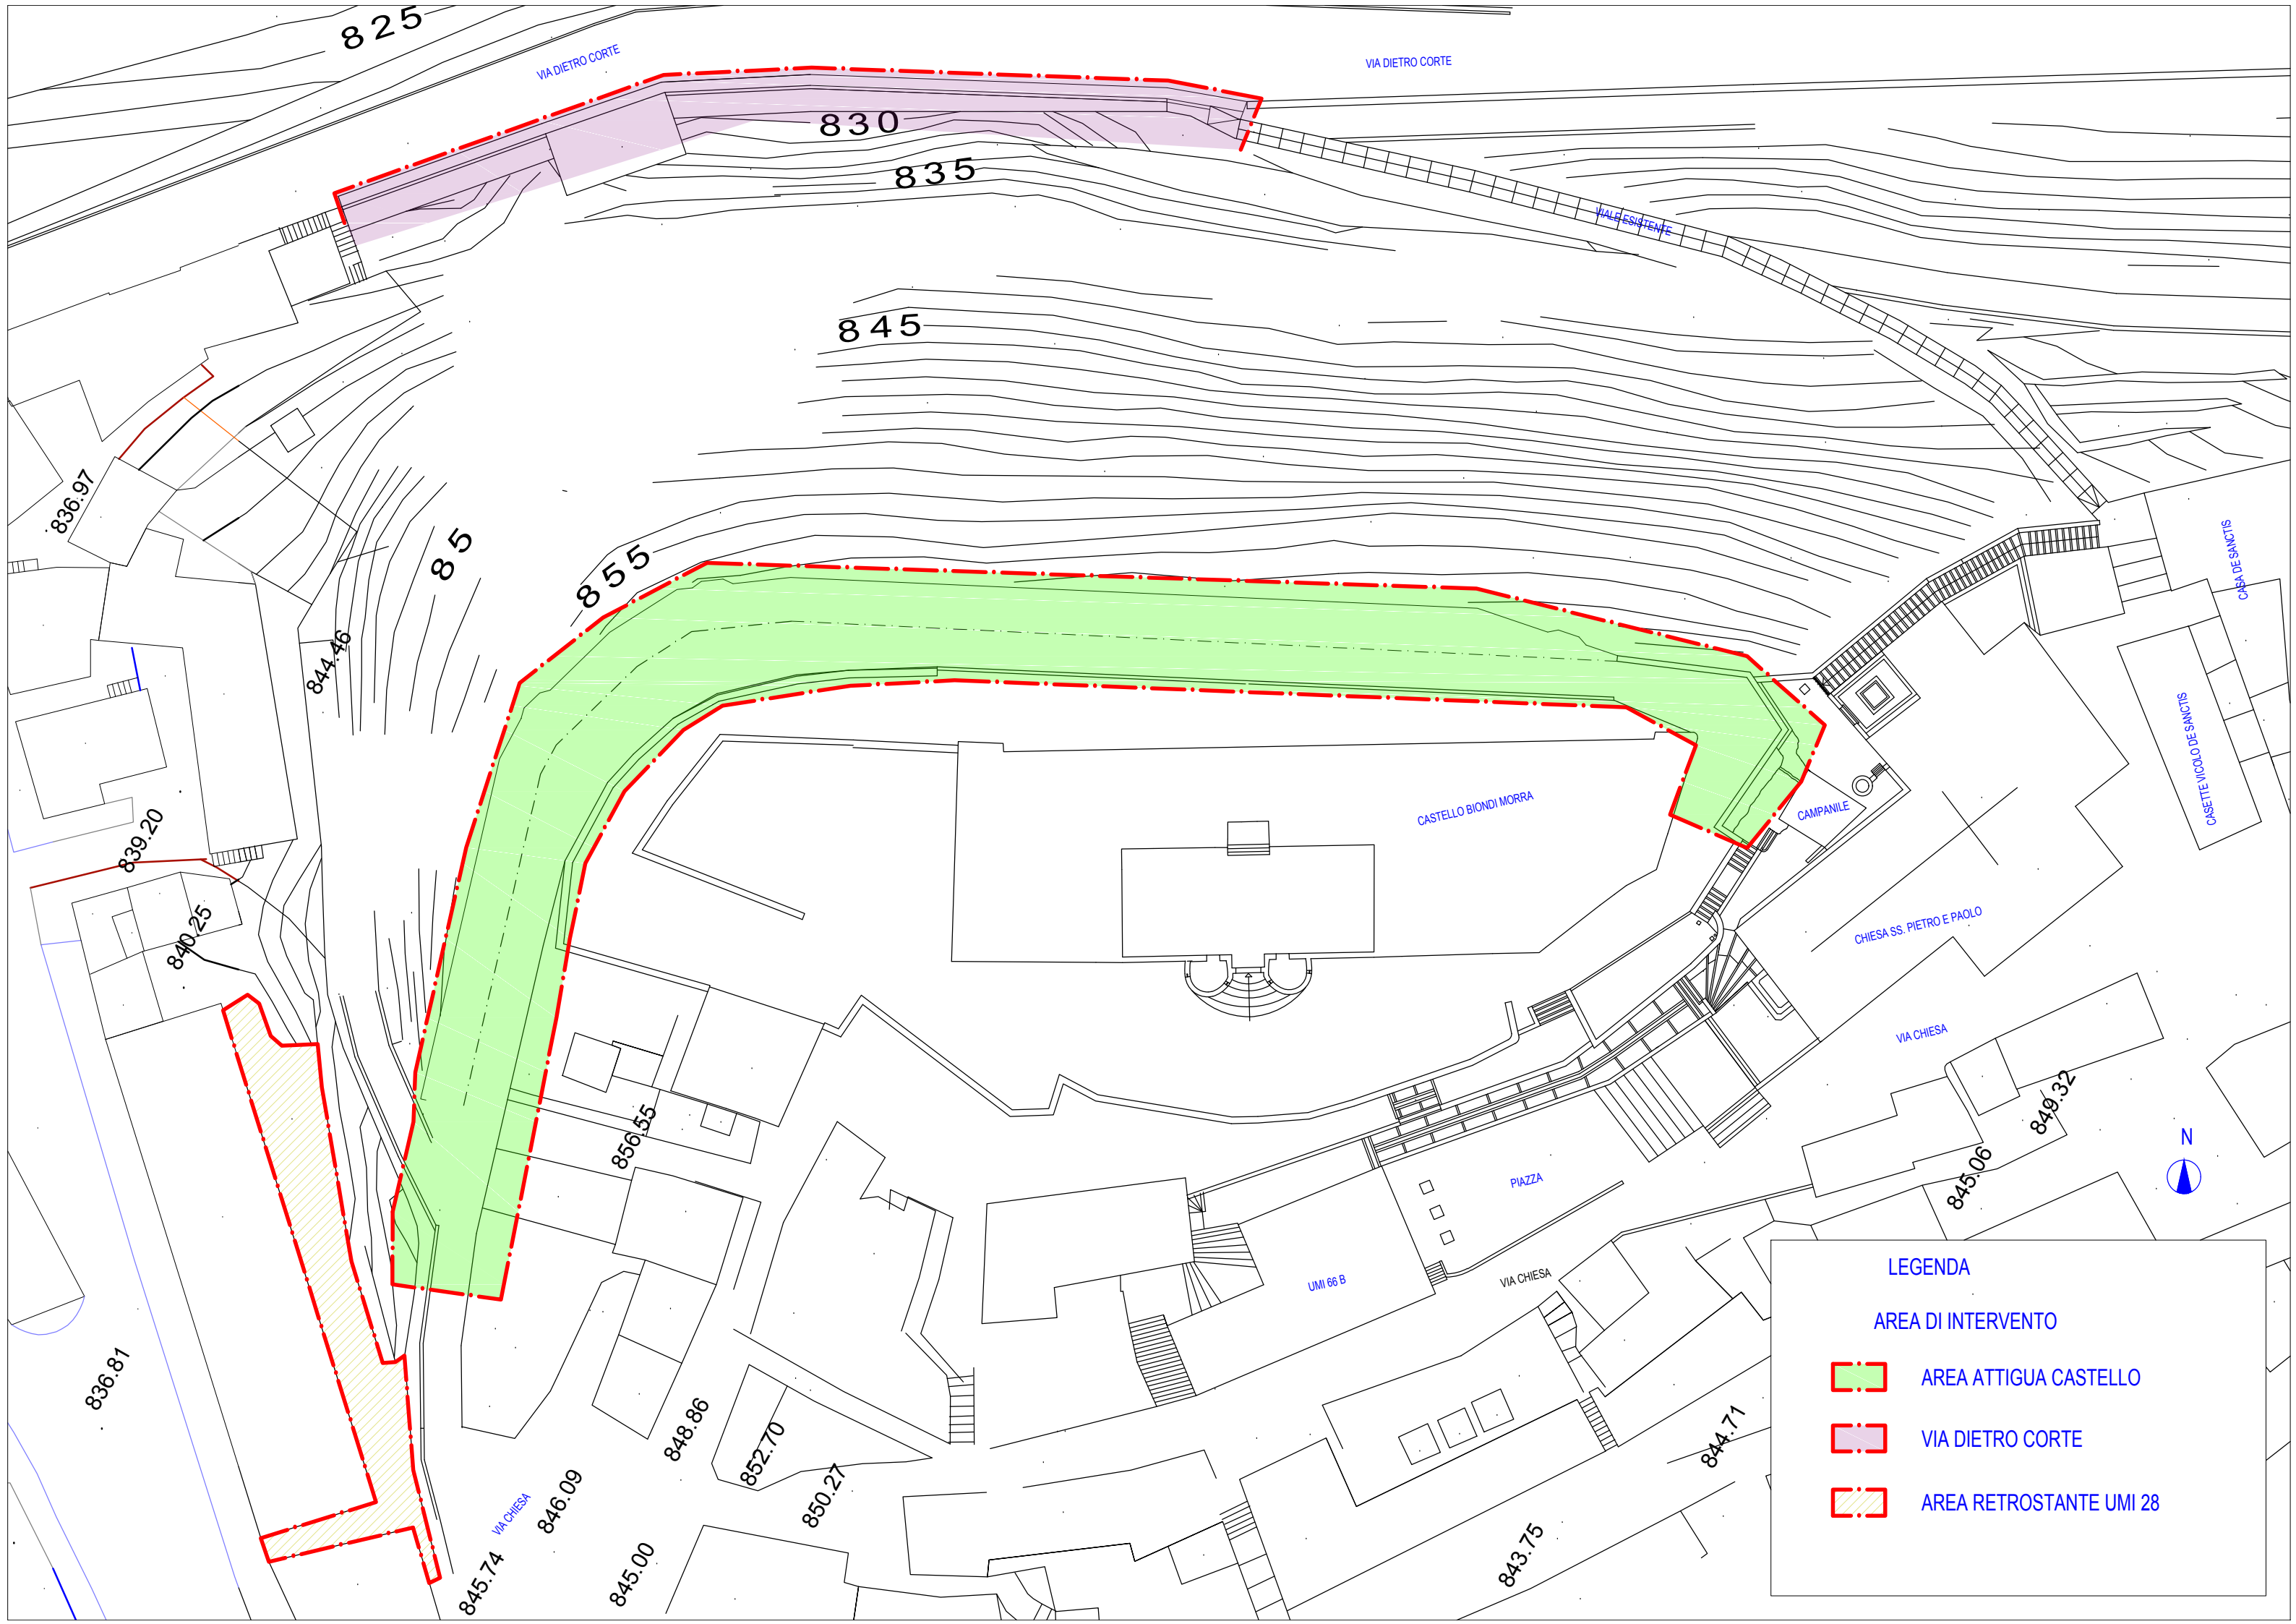 825
VIA DIETRO CORTE
VIA DIETRO CORTE
830
835
VIALE ESISTENTE
845
836.97
85
855
CASA DE SANCTIS
844.46
CASETTE VICOLO DE SANCTIS
CASTELLO BIONDI MORRA
CAMPANILE
839.20
840.25
CHIESA SS. PIETRO E PAOLO
VIA CHIESA
849.32
856.55
N
845.06
PIAZZA
UMI 66 B
VIA CHIESA
836.81
848.86
852.70
850.27
844.71
VIA CHIESA
846.09
845.74
845.00
843.75
LEGENDA
AREA DI INTERVENTO
AREA ATTIGUA CASTELLO
VIA DIETRO CORTE
AREA RETROSTANTE UMI 28